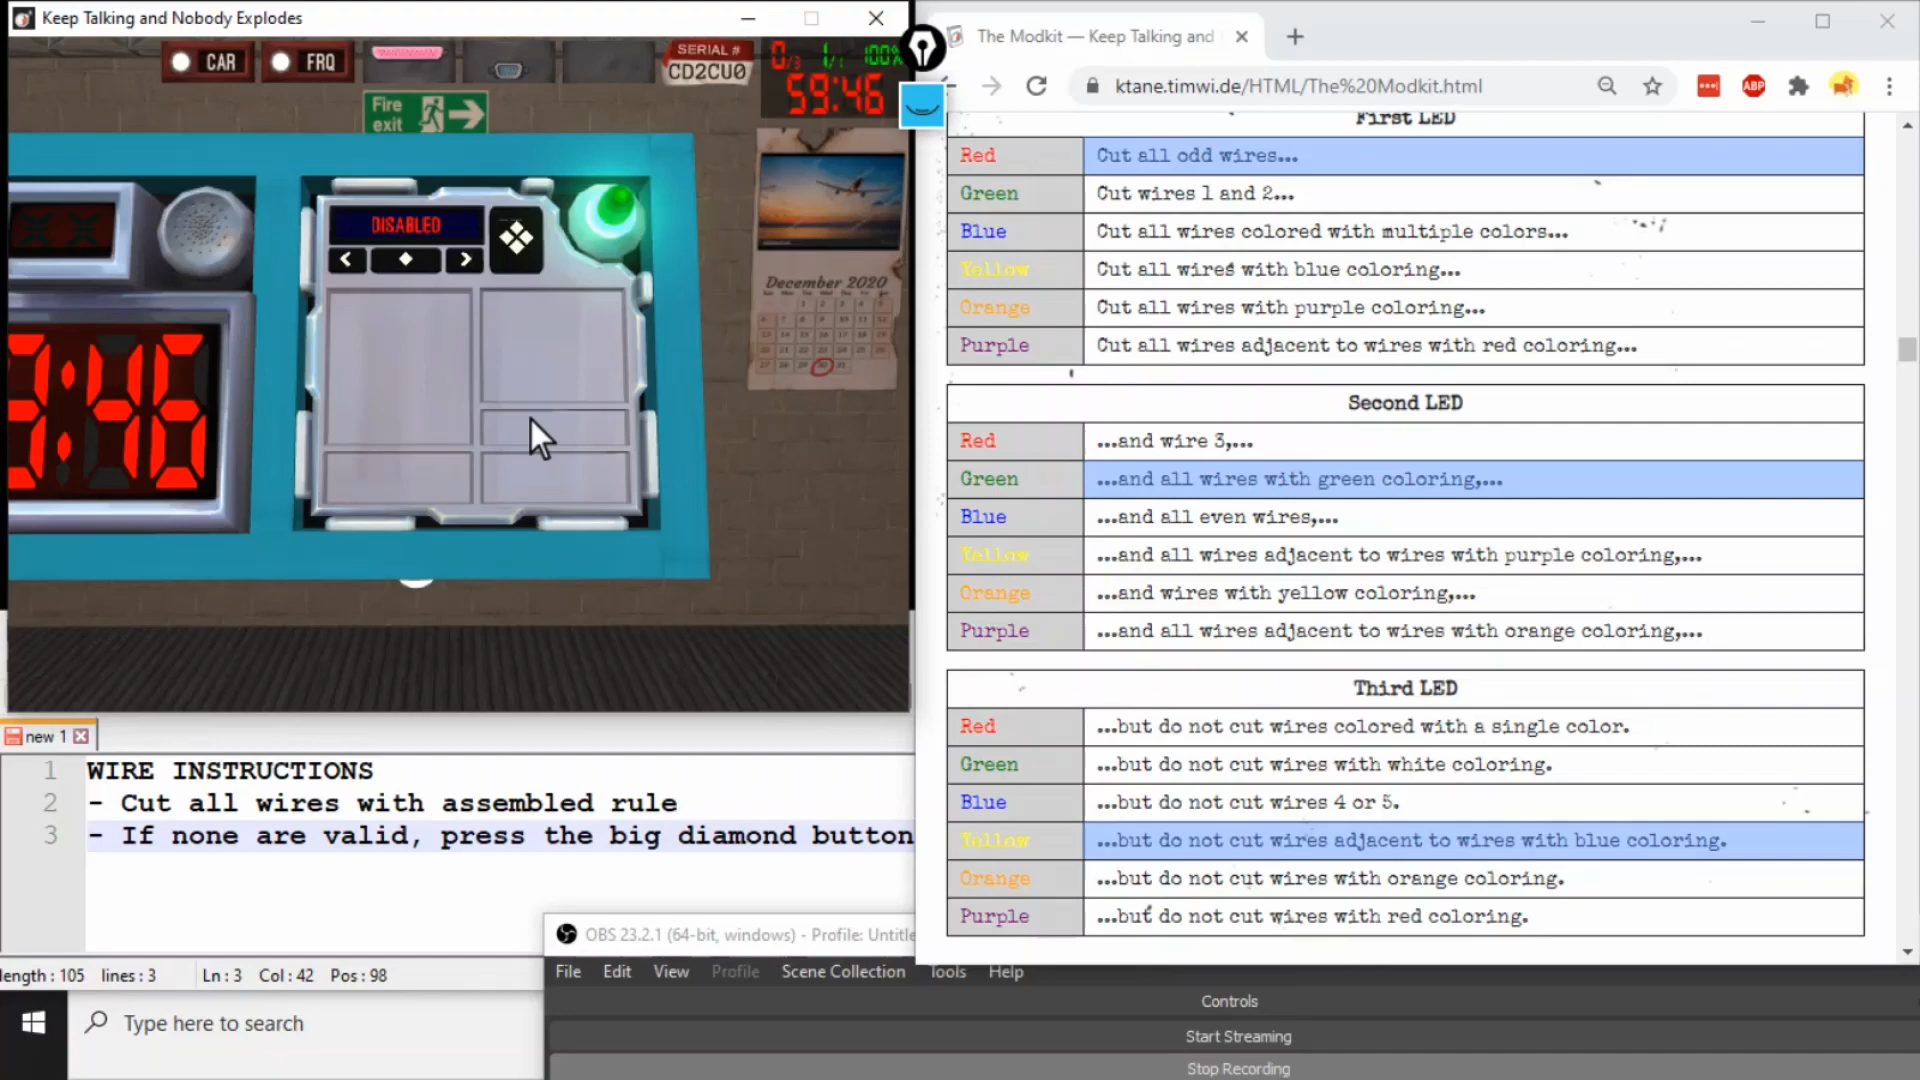 Keep Talking and Nobody Explodes
CAR
FRQ
SERIAL #
CD2CU0
0/3 1/1 100%
59:46
Fire
exit
DISABLED
December 2020
The Modkit — Keep Talking and
ktane.timwi.de/HTML/The%20Modkit.html
ABP
First LED
Red Cut all odd wires...
Green Cut wires 1 and 2...
Blue Cut all wires colored with multiple colors...
Yellow Cut all wires with blue coloring...
Orange Cut all wires with purple coloring...
Purple Cut all wires adjacent to wires with red coloring...
Second LED
Red ...and wire 3,...
Green ...and all wires with green coloring,...
Blue ...and all even wires,...
Yellow ...and all wires adjacent to wires with purple coloring,...
Orange ...and wires with yellow coloring,...
Purple ...and all wires adjacent to wires with orange coloring,...
Third LED
Red ...but do not cut wires colored with a single color.
Green ...but do not cut wires with white coloring.
Blue ...but do not cut wires 4 or 5.
Yellow ...but do not cut wires adjacent to wires with blue coloring.
Orange ...but do not cut wires with orange coloring.
Purple ...but do not cut wires with red coloring.
new 1
1 WIRE INSTRUCTIONS
2 - Cut all wires with assembled rule
3 - If none are valid, press the big diamond button
length : 105 lines : 3 Ln : 3 Col : 42 Pos : 98
OBS 23.2.1 (64-bit, windows) - Profile: Untitle
File Edit View Profile Scene Collection Tools Help
Controls
Start Streaming
Stop Recording
Type here to search